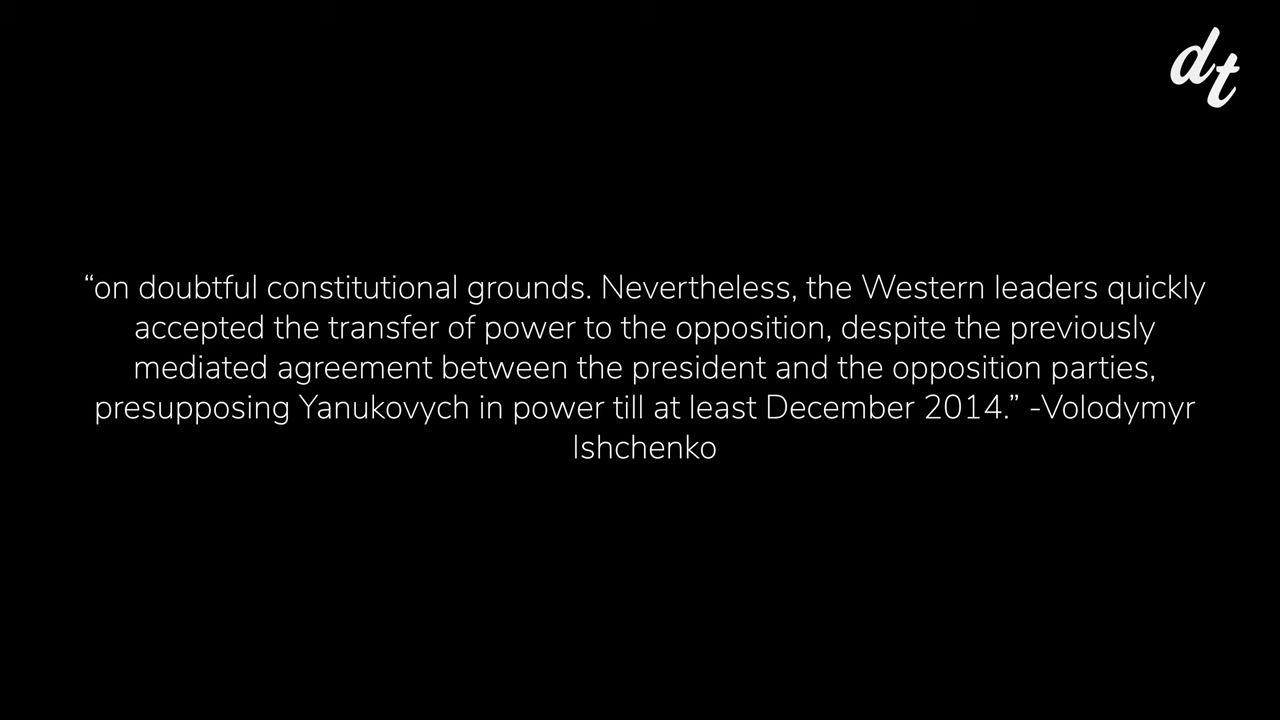 dt
“on doubtful constitutional grounds. Nevertheless, the Western leaders quickly
accepted the transfer of power to the opposition, despite the previously
mediated agreement between the president and the opposition parties,
presupposing Yanukovych in power till at least December 2014.” -Volodymyr
Ishchenko